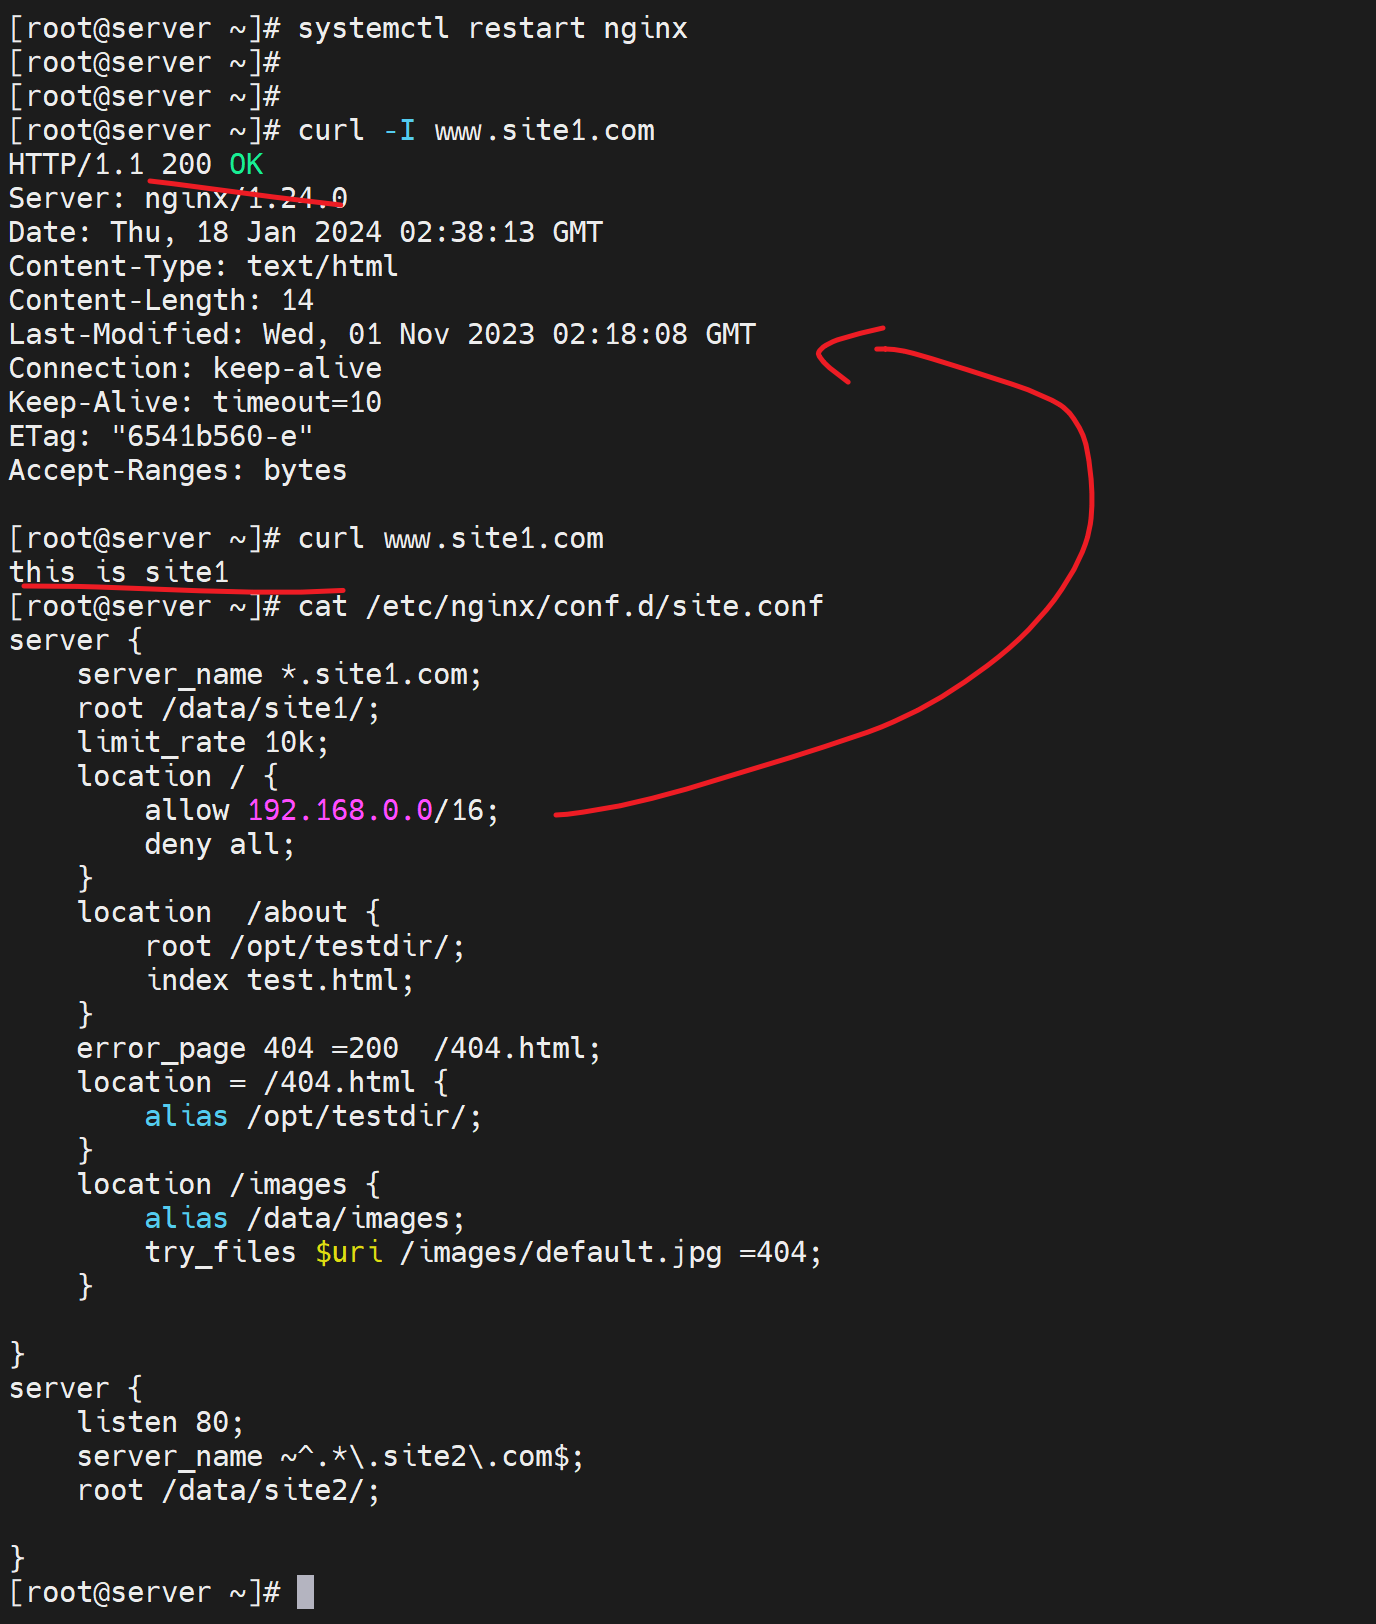 [root@server ~]# systemctl restart nginx
[root@server ~]#
[root@server ~]#
[root@server ~]# curl -I www.site1.com
HTTP/1.1 200 OK
Server: nginx/1.24.0
Date: Thu, 18 Jan 2024 02:38:13 GMT
Content-Type: text/html
Content-Length: 14
Last-Modified: Wed, 01 Nov 2023 02:18:08 GMT
Connection: keep-alive
Keep-Alive: timeout=10
ETag: "6541b560-e"
Accept-Ranges: bytes

[root@server ~]# curl www.site1.com
this is site1
[root@server ~]# cat /etc/nginx/conf.d/site.conf
server {
    server_name *.site1.com;
    root /data/site1/;
    limit_rate 10k;
    location / {
        allow 192.168.0.0/16;
        deny all;
    }
    location  /about {
        root /opt/testdir/;
        index test.html;
    }
    error_page 404 =200  /404.html;
    location = /404.html {
        alias /opt/testdir/;
    }
    location /images {
        alias /data/images;
        try_files $uri /images/default.jpg =404;
    }

}
server {
    listen 80;
    server_name ~^.*\.site2\.com$;
    root /data/site2/;

}
[root@server ~]#